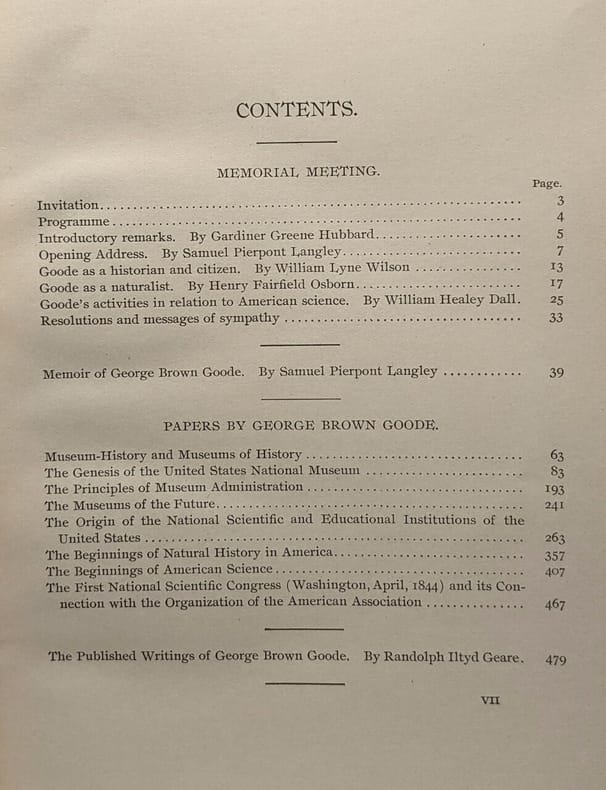 CONTENTS.
MEMORIAL MEETING.
Page.
Invitation........................................................ 3
Programme........................................................ 4
Introductory remarks. By Gardiner Greene Hubbard...................... 5
Opening Address. By Samuel Pierpont Langley........................... 7
Goode as a historian and citizen. By William Lyne Wilson ................ 13
Goode as a naturalist. By Henry Fairfield Osborn......................... 17
Goode's activities in relation to American science. By William Healey Dall. 25
Resolutions and messages of sympathy .................................... 33
Memoir of George Brown Goode. By Samuel Pierpont Langley ............ 39
PAPERS BY GEORGE BROWN GOODE.
Museum-History and Museums of History ................................. 63
The Genesis of the United States National Museum ........................ 83
The Principles of Museum Administration ................................. 193
The Museums of the Future............................................... 241
The Origin of the National Scientific and Educational Institutions of the
United States ........................................................ 263
The Beginnings of Natural History in America............................. 357
The Beginnings of American Science...................................... 407
The First National Scientific Congress (Washington, April, 1844) and its Con-
nection with the Organization of the American Association ............... 467
The Published Writings of George Brown Goode. By Randolph Iltyd Geare. 479
VII